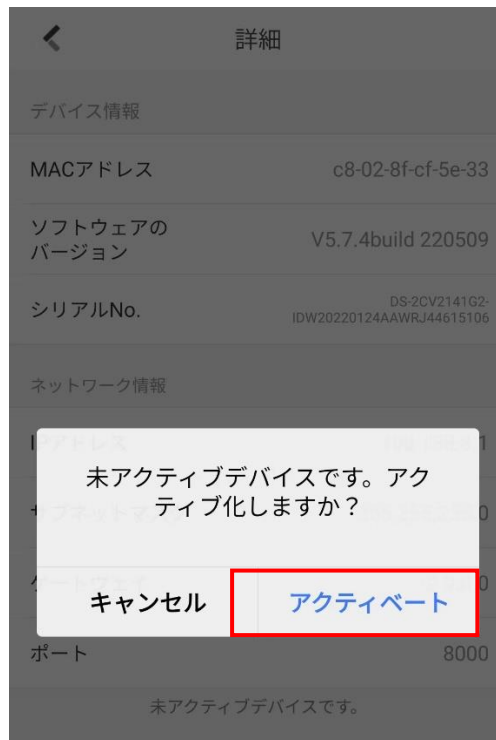 詳細
デバイス情報
MACアドレス
c8-02-8f-cf-5e-33
ソフトウェアの
バージョン
V5.7.4build 220509
シリアルNo.
DS-2CV2141G2-
IDW20220124AAWRJ44615106
ネットワーク情報
未アクティブデバイスです。アク
ティブ化しますか？
キャンセル
アクティベート
ポート
8000
未アクティブデバイスです。